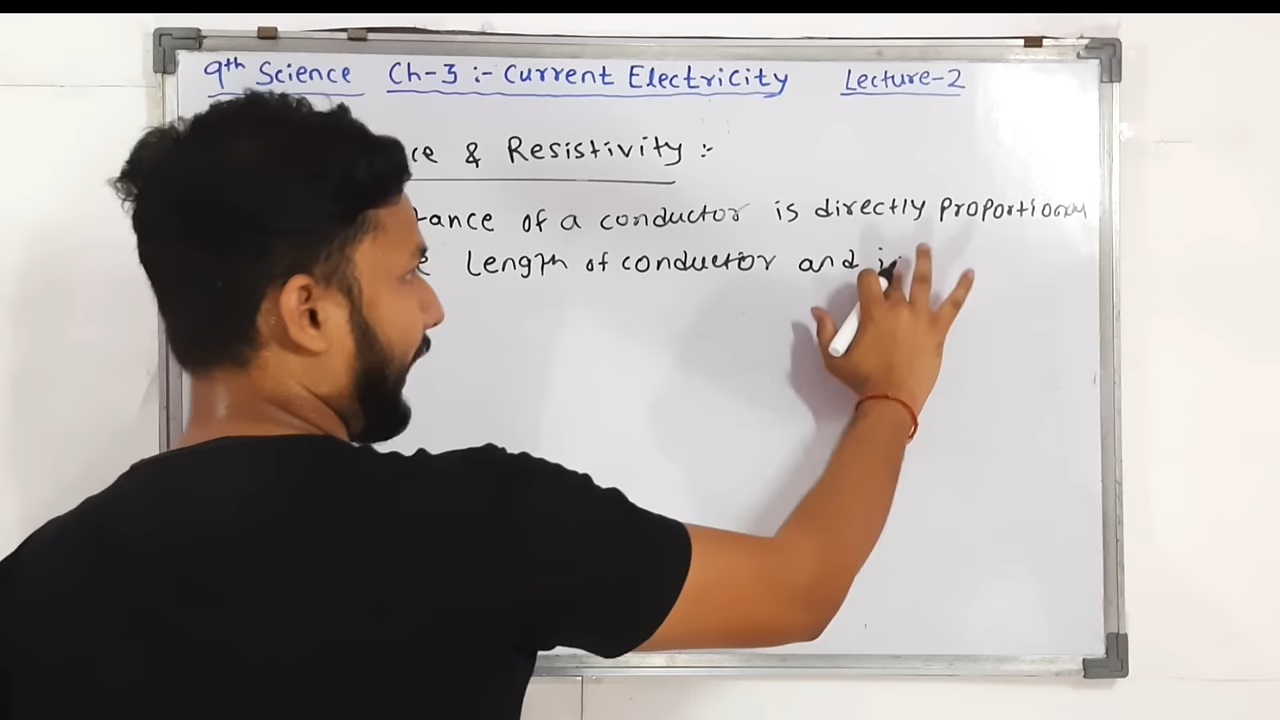 9th Science Ch-3 :- Current Electricity Lecture-2
ce & Resistivity :-
tance of a conductor is directly proportional
Length of conductor and